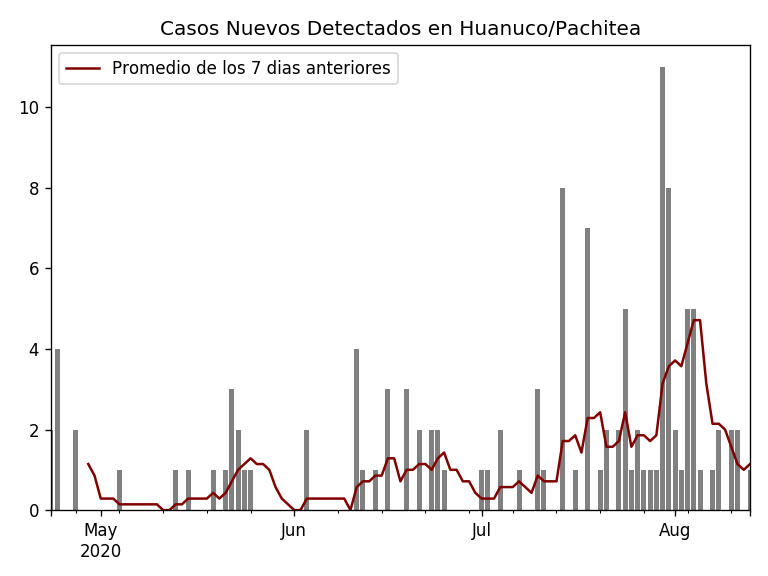 Casos Nuevos Detectados en Huanuco/Pachitea
Promedio de los 7 dias anteriores
10
8
6
4
2
0
May Jun Jul Aug
2020